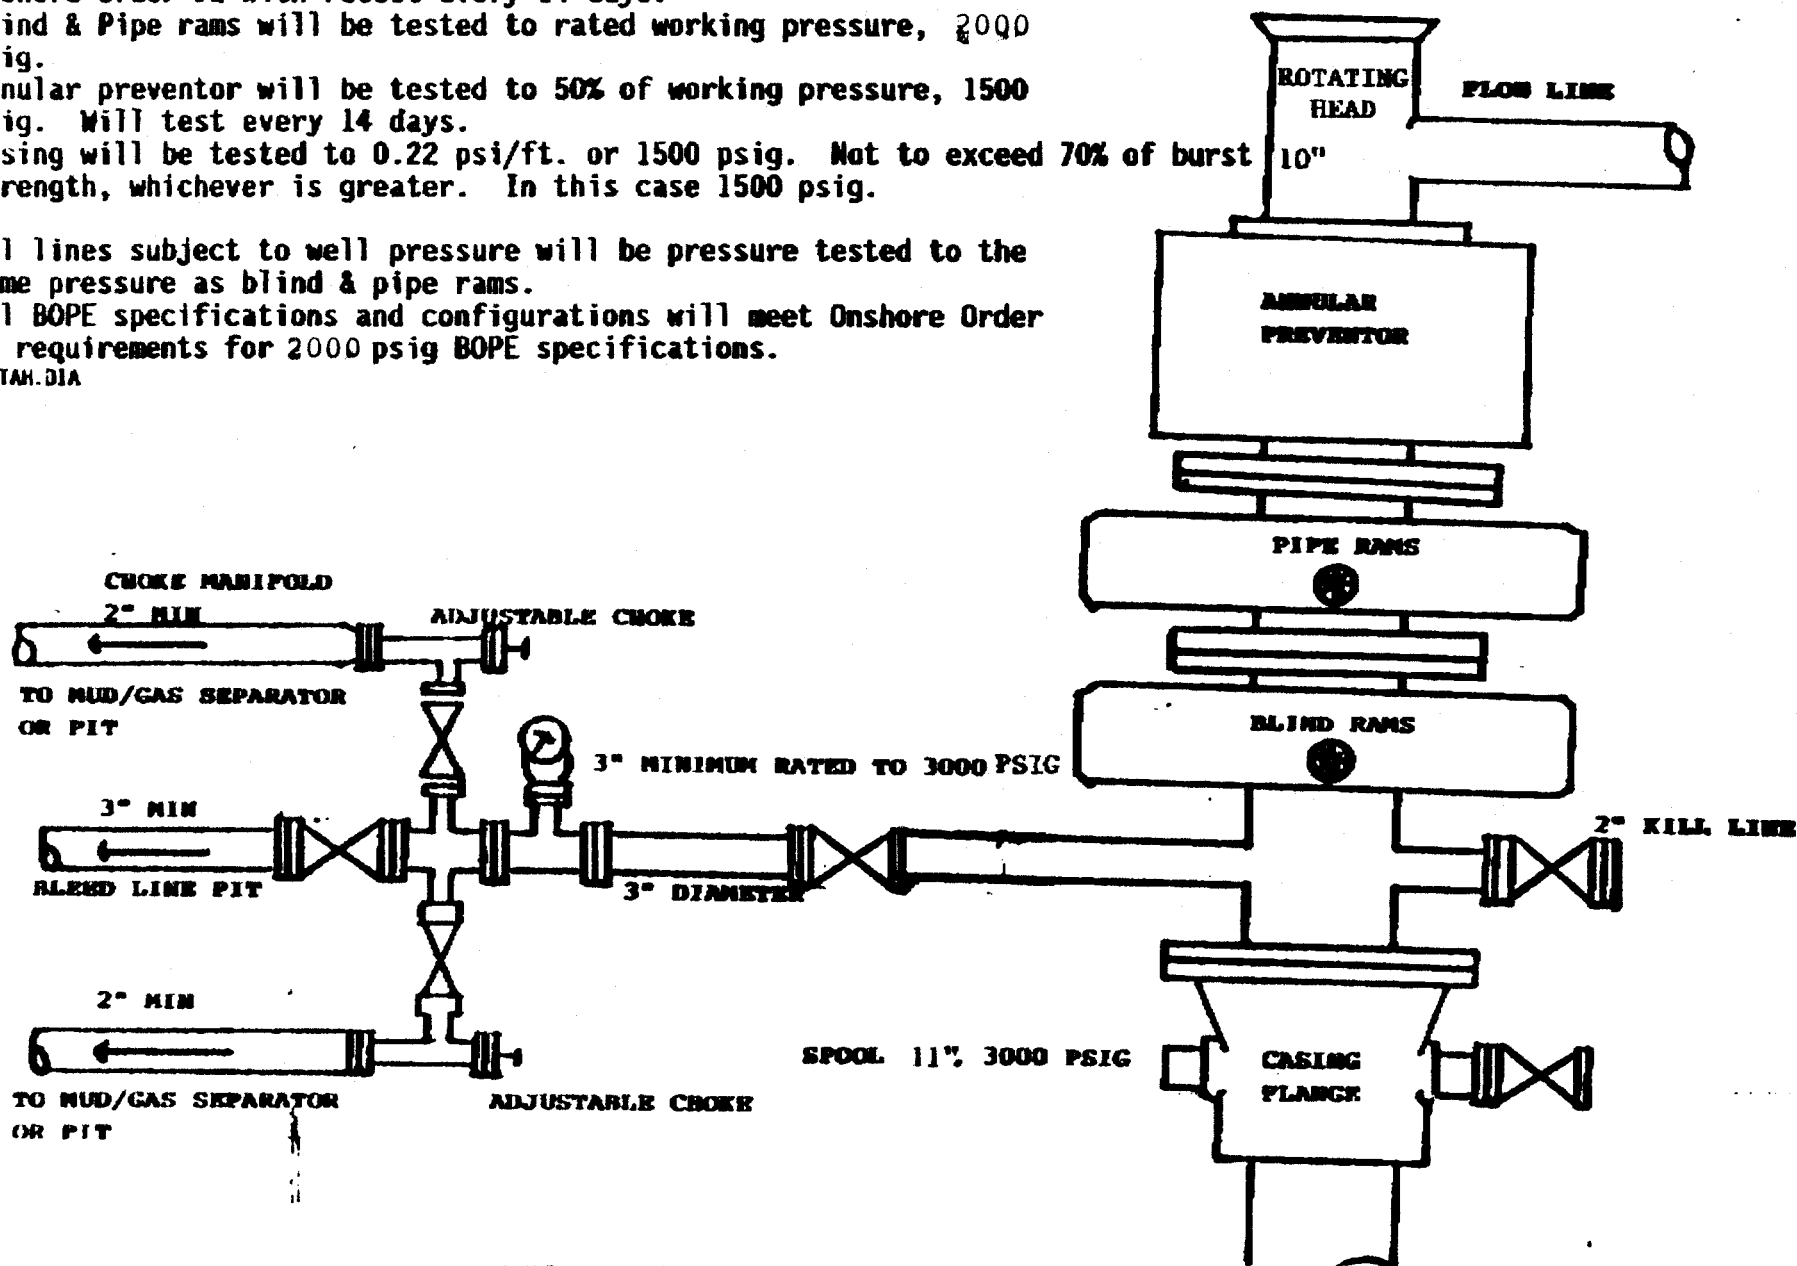 ind & Pipe rams will be tested to rated working pressure, 2000
ig.
nular preventor will be tested to 50% of working pressure, 1500
ig. Will test every 14 days.
sing will be tested to 0.22 psi/ft. or 1500 psig. Not to exceed 70% of burst
rength, whichever is greater. In this case 1500 psig.
l lines subject to well pressure will be pressure tested to the
me pressure as blind & pipe rams.
l BOPE specifications and configurations will meet Onshore Order
requirements for 2000 psig BOPE specifications.
TAH.DIA
ROTATING
HEAD
FLOW LINE
10"
ANNULAR
PREVENTOR
PIPE RAMS
BLIND RAMS
CHOKE MANIFOLD
2" MIN
ADJUSTABLE CHOKE
TO MUD/GAS SEPARATOR
OR PIT
3" MINIMUM RATED TO 3000 PSIG
3" MIN
BLEED LINE PIT
3" DIAMETER
2" KILL LINE
2" MIN
TO MUD/GAS SEPARATOR
OR PIT
ADJUSTABLE CHOKE
SPOOL 11", 3000 PSIG
CASING
FLANGE